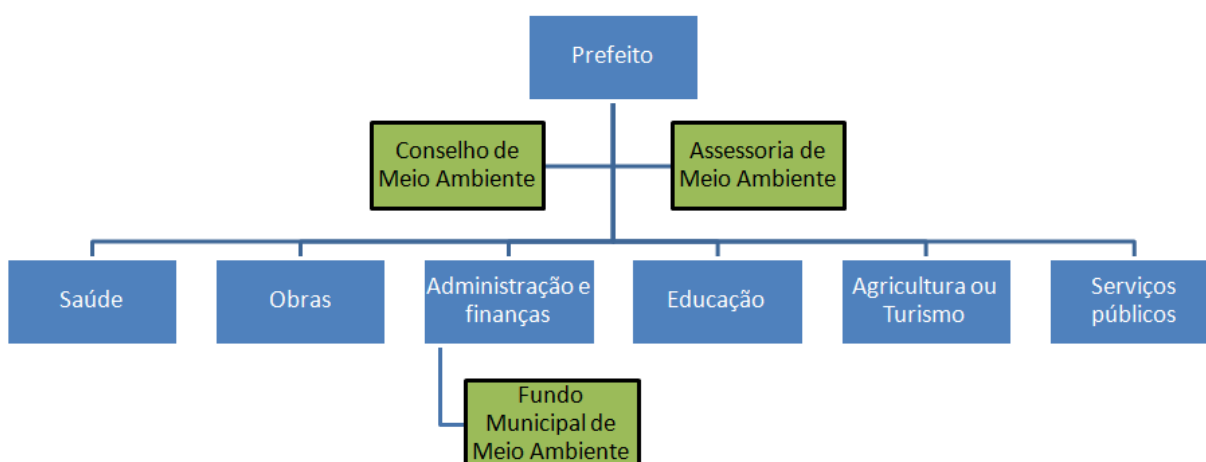 Prefeito
Conselho de
Meio Ambiente
Assessoria de
Meio Ambiente
Saúde
Obras
Administração e
finanças
Educação
Agricultura ou
Turismo
Serviços
públicos
Fundo
Municipal de
Meio Ambiente